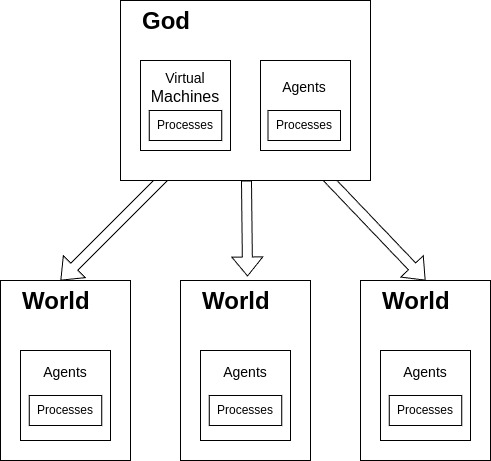 God
Virtual
Machines
Processes
Agents
Processes
World
Agents
Processes
World
Agents
Processes
World
Agents
Processes